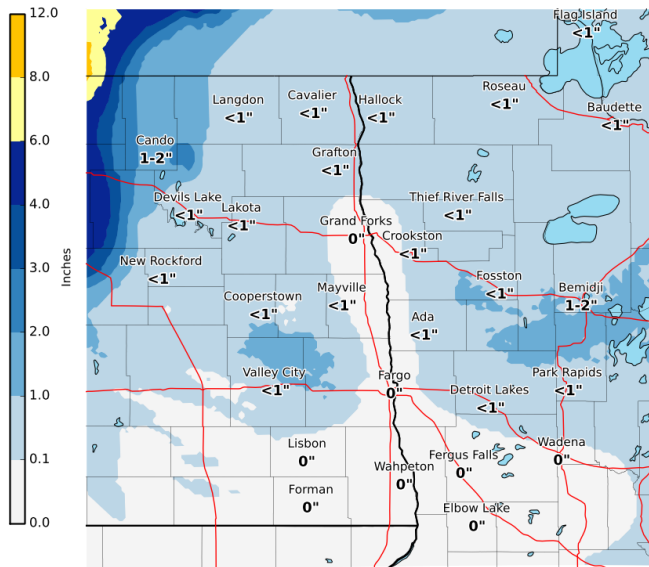 12.0
8.0
6.0
4.0
3.0
2.0
1.0
0.1
0.0
Inches
Flag Island
<1"
Langdon
<1"
Cavalier
<1"
Hallock
<1"
Roseau
<1"
Baudette
<1"
Cando
1-2"
Grafton
<1"
Devils Lake
<1"
Lakota
<1"
Thief River Falls
<1"
Grand Forks
0"
Crookston
<1"
New Rockford
<1"
Cooperstown
<1"
Mayville
<1"
Fosston
<1"
Bemidji
1-2"
Ada
<1"
Valley City
<1"
Fargo
0"
Detroit Lakes
<1"
Park Rapids
<1"
Lisbon
0"
Wahpeton
0"
Fergus Falls
0"
Wadena
0"
Forman
0"
Elbow Lake
0"